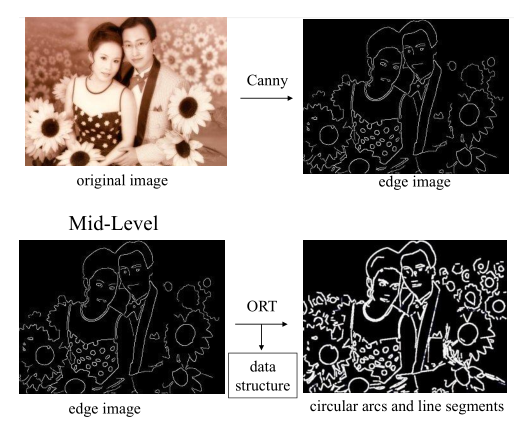 Canny
original image
edge image
Mid-Level
ORT
data
structure
edge image
circular arcs and line segments